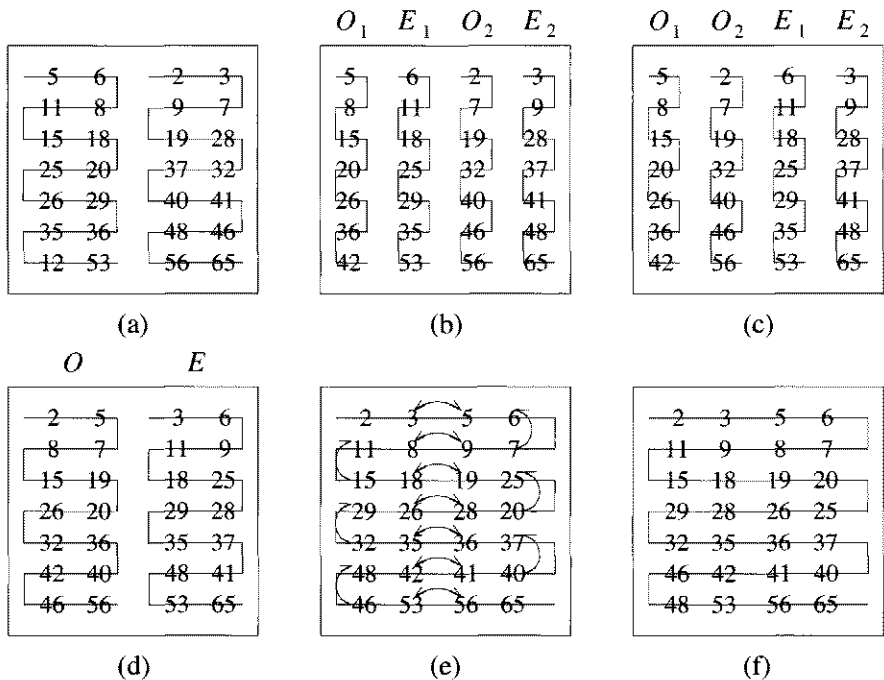 5 6 2 3
11 8 9 7
15 18 19 28
25 20 37 32
26 29 40 41
35 36 48 46
12 53 56 65
(a)
O1 E1 O2 E2
5 6 2 3
8 11 7 9
15 18 19 28
20 25 32 37
26 29 40 41
36 35 46 48
42 53 56 65
(b)
O1 O2 E1 E2
5 2 6 3
8 7 11 9
15 19 18 28
20 32 25 37
26 40 29 41
36 46 35 48
42 56 53 65
(c)
O E
2 5 3 6
8 7 11 9
15 19 18 25
26 20 29 28
32 36 35 37
42 40 48 41
46 56 53 65
(d)
2 3 5 6
11 8 9 7
15 18 19 25
29 26 28 20
32 35 36 37
48 42 41 40
46 53 56 65
(e)
2 3 5 6
11 9 8 7
15 18 19 20
29 28 26 25
32 35 36 37
46 42 41 40
48 53 56 65
(f)